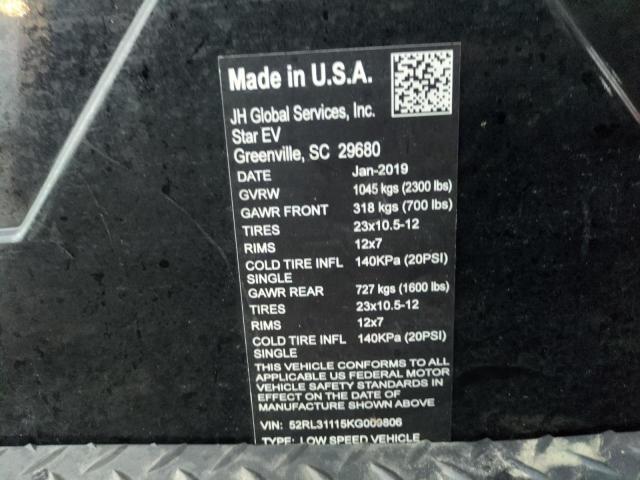 Made in U.S.A.
JH Global Services, Inc.
Star EV
Greenville, SC 29680
DATE Jan-2019
GVRW 1045 kgs (2300 lbs)
GAWR FRONT 318 kgs (700 lbs)
TIRES 23x10.5-12
RIMS 12x7
COLD TIRE INFL 140KPa (20PSI)
SINGLE
GAWR REAR 727 kgs (1600 lbs)
TIRES 23x10.5-12
RIMS 12x7
COLD TIRE INFL 140KPa (20PSI)
SINGLE
THIS VEHICLE CONFORMS TO ALL
APPLICABLE US FEDERAL MOTOR
VEHICLE SAFETY STANDARDS IN
EFFECT ON THE DATE OF
MANUFACTURE SHOWN ABOVE
VIN: 52RL31115KG009806
TYPE: LOW SPEED VEHICLE